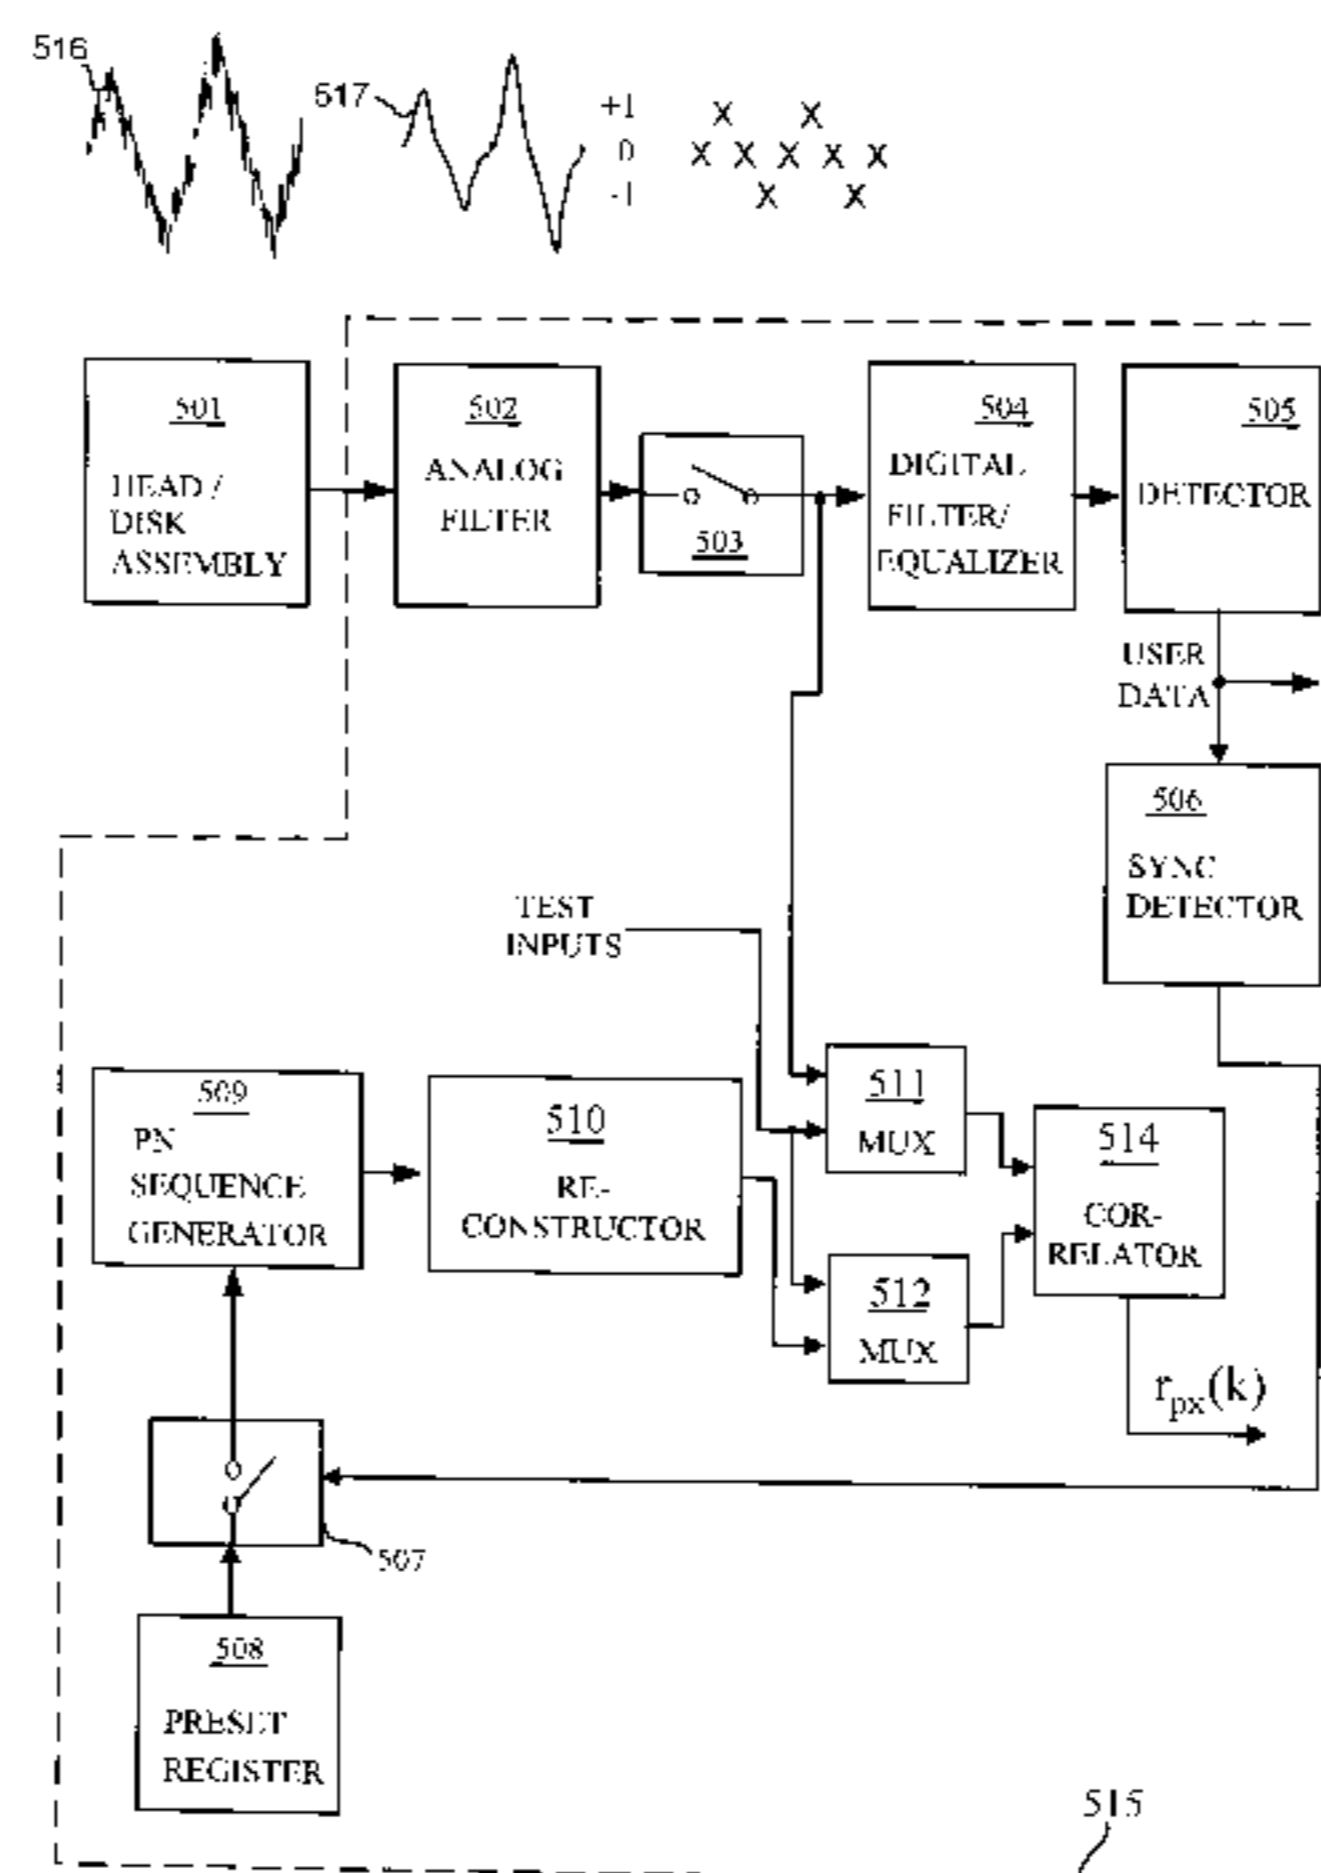 516
517
+1
0
-1
X X
X X X X X
X X
501
HEAD /
DISK
ASSEMBLY
502
ANALOG
FILTER
503
504
DIGITAL
FILTER/
EQUALIZER
505
DETECTOR
USER
DATA
506
SYNC
DETECTOR
TEST
INPUTS
509
PN
SEQUENCE
GENERATOR
510
RE-
CONSTRUCTOR
511
MUX
512
MUX
514
COR-
RELATOR
r_px(k)
507
508
PRESET
REGISTER
515